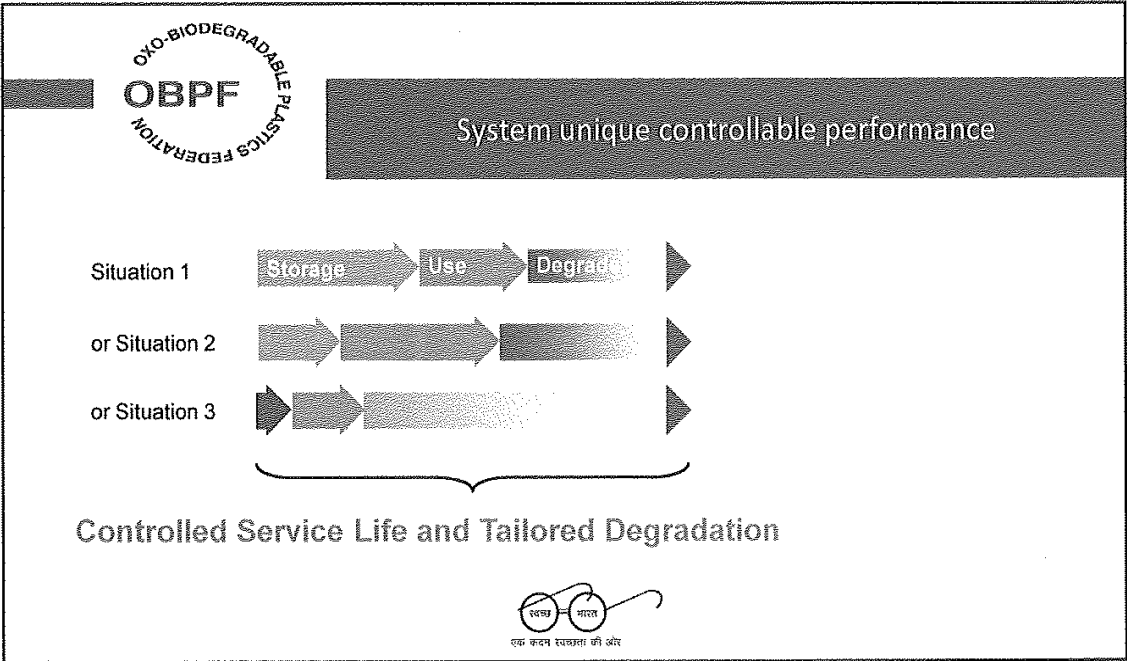 OXO-BIODEGRADABLE PLASTICS FEDERATION
OBPF
System unique controllable performance
Situation 1
Storage
Use
Degrade
or Situation 2
or Situation 3
Controlled Service Life and Tailored Degradation
स्वच्छ भारत
एक कदम स्वच्छता की ओर